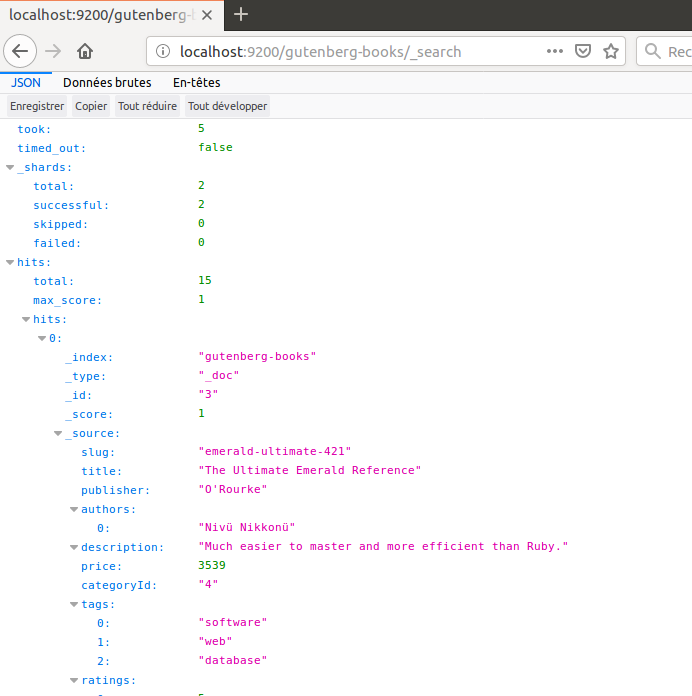 localhost:9200/gutenberg-b
localhost:9200/gutenberg-books/_search
Rec
JSON Données brutes En-têtes
Enregistrer Copier Tout réduire Tout développer
took: 5
timed_out: false
_shards:
total: 2
successful: 2
skipped: 0
failed: 0
hits:
total: 15
max_score: 1
hits:
0:
_index: "gutenberg-books"
_type: "_doc"
_id: "3"
_score: 1
_source:
slug: "emerald-ultimate-421"
title: "The Ultimate Emerald Reference"
publisher: "O'Rourke"
authors:
0: "Nivü Nikkonü"
description: "Much easier to master and more efficient than Ruby."
price: 3539
categoryId: "4"
tags:
0: "software"
1: "web"
2: "database"
ratings: